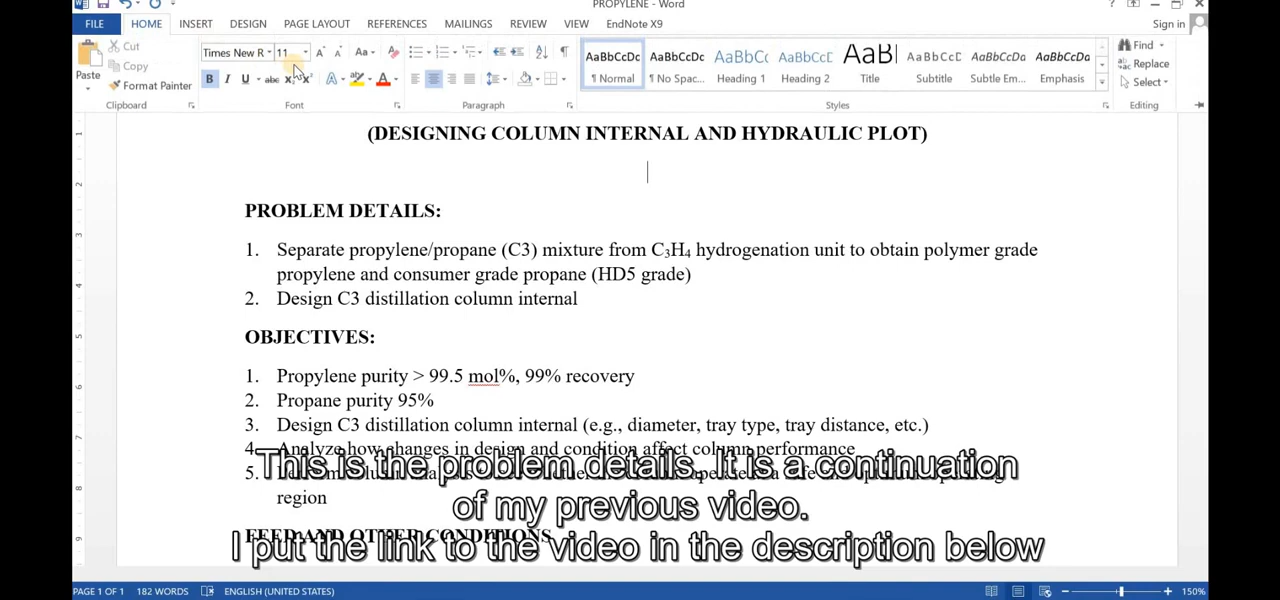 PROPYLENE - Word
FILE HOME INSERT DESIGN PAGE LAYOUT REFERENCES MAILINGS REVIEW VIEW EndNote X9 Sign in
Paste Cut Copy Format Painter
Times New R 11
AaBbCcDc AaBbCcDc AaBbC( AaBbCcC AaB| AaBbCcC AaBbCcDa AaBbCcDa
¶ Normal ¶ No Spac... Heading 1 Heading 2 Title Subtitle Subtle Em... Emphasis
Find Replace Select
Clipboard Font Paragraph Styles Editing
(DESIGNING COLUMN INTERNAL AND HYDRAULIC PLOT)
PROBLEM DETAILS:
1. Separate propylene/propane (C3) mixture from C₃H₄ hydrogenation unit to obtain polymer grade
propylene and consumer grade propane (HD5 grade)
2. Design C3 distillation column internal
OBJECTIVES:
1. Propylene purity > 99.5 mol%, 99% recovery
2. Propane purity 95%
3. Design C3 distillation column internal (e.g., diameter, tray type, tray distance, etc.)
4. Analyze how changes in design and condition affect column performance
This is the problem details. It is a continuation
5.
region
of my previous video.
FEED AND OTHER CONDITIONS
I put the link to the video in the description below
PAGE 1 OF 1 182 WORDS ENGLISH (UNITED STATES) 150%